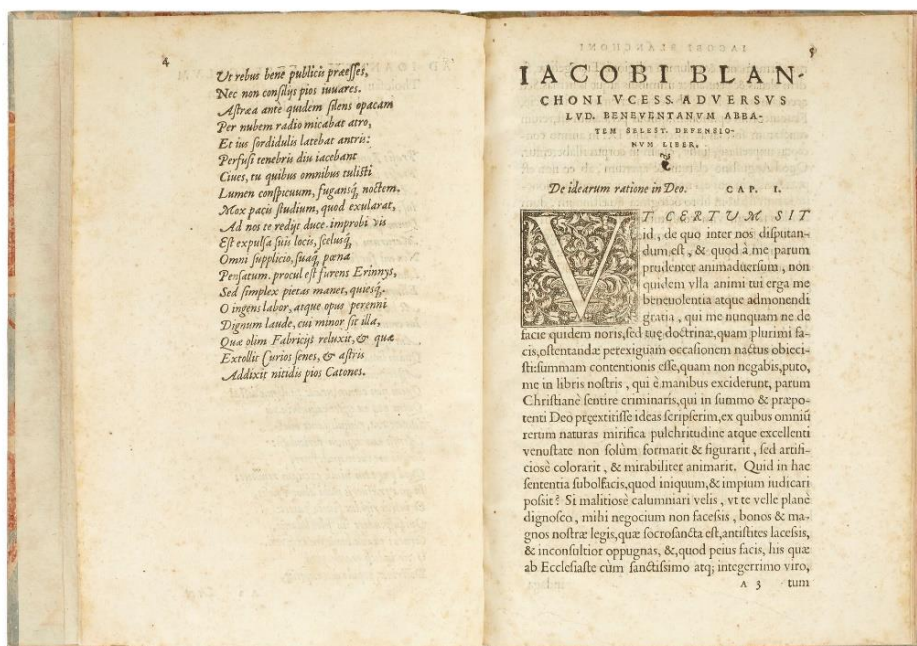 4
Ut rebus benè publicis præesses,
Nec non consilijs pios iuuares.
Astræa antè quidem silens opacam
Per nubem radio micabat atro,
Et ius sordidulis latebat antris:
Perfusi tenebris diu iacebant
Ciues, tu quibus omnibus tulisti
Lumen conspicuum, fugansq́; noctem.
Mox pacis studium, quod exularat,
Ad nos te redijt duce. improbi vis
Est expulsa suis locis, scelusq́;
Omni supplicio, suaq́; pœna
Pensatum. procul est furens Erinnys,
Sed simplex pietas manet, quiesq́;.
O ingens labor, atque opus perenni
Dignum laude, cui minor sit illa,
Quæ olim Fabricijs reluxit, & quæ
Extollit Curios senes, & astris
Addixit nitidis pios Catones.
5
IACOBI BLAN-
CHONI VCESS. ADVERSVS
LVD. BENEVENTANVM ABBA-
TEM SELEST. DEFENSIO-
NVM LIBER.
De idearum ratione in Deo. CAP. I.
VT CERTVM SIT
id, de quo inter nos disputan-
dum est, & quod à me parum
prudenter animaduersum, non
quidem vlla animi tui erga me
beneuolentia atque admonendi
gratia, qui me nunquam ne de
facie quidem noris, sed tuę doctrinæ, quam plurimi fa-
cis, ostentandæ perexiguam occasionem nactus obieci-
sti: summam contentionis esse, quam non negabis, puto,
me in libris nostris, qui è manibus exciderunt, parum
Christianè sentire criminaris, qui in summo & præpo-
tenti Deo pręextitisse ideas scripserim, ex quibus omniũ
rerum naturas mirifica pulchritudine atque excellenti
venustate non solùm formarit & figurarit, sed artifi-
ciosè colorarit, & mirabiliter animarit. Quid in hac
sententia subolfacis, quod iniquum, & impium iudicari
possit? Si malitiosè calumniari velis, vt te velle planè
dignosco, mihi negocium non facessis, bonos & ma-
gnos nostræ legis, quæ socrosancta est, antistites lacessis,
& inconsultior oppugnas, &, quod peius facis, his quæ
ab Ecclesiaste cùm sanctissimo atq; integerrimo viro,
A 3 tum